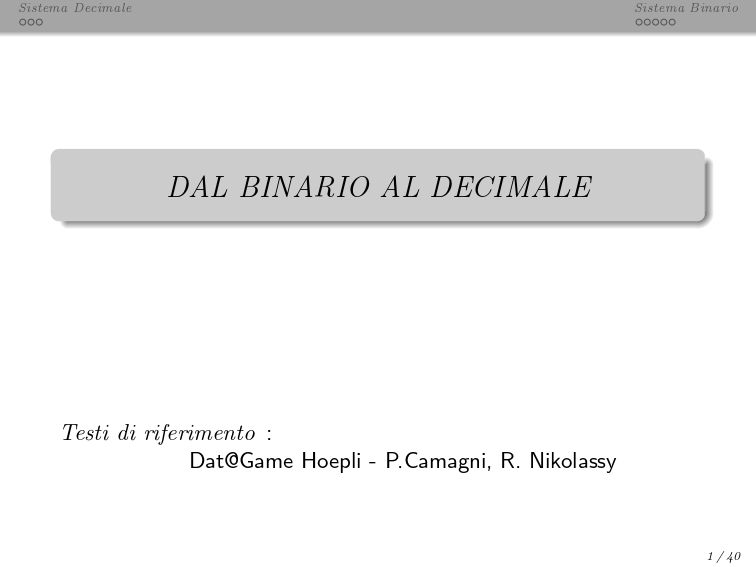 Sistema Decimale
Sistema Binario
DAL BINARIO AL DECIMALE
Testi di riferimento :
Dat@Game Hoepli - P.Camagni, R. Nikolassy
1 / 40